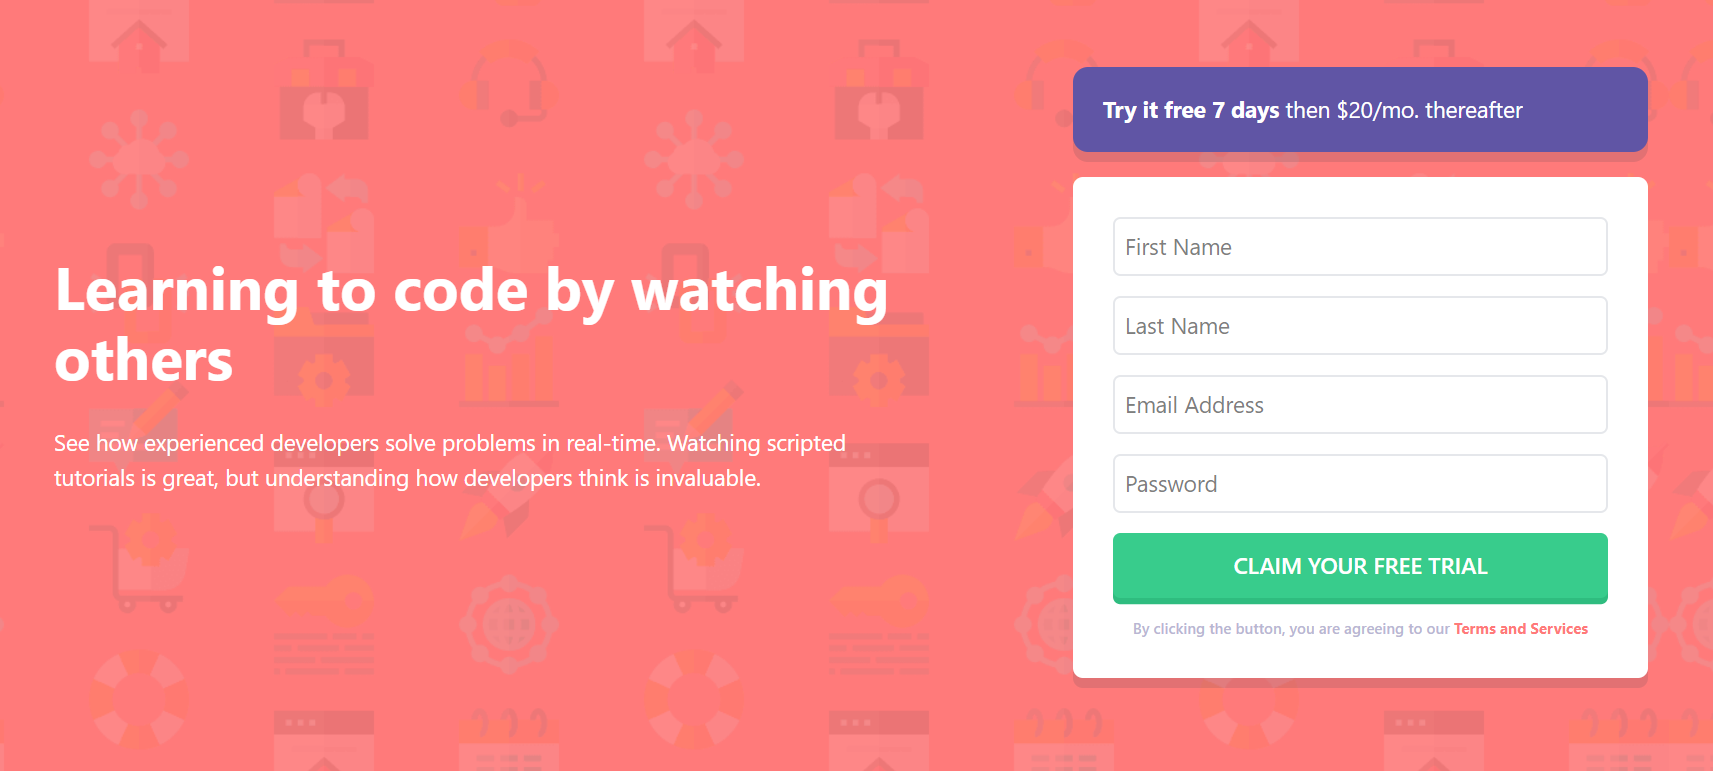 Learning to code by watching
others
See how experienced developers solve problems in real-time. Watching scripted
tutorials is great, but understanding how developers think is invaluable.
Try it free 7 days then $20/mo. thereafter
First Name
Last Name
Email Address
Password
CLAIM YOUR FREE TRIAL
By clicking the button, you are agreeing to our Terms and Services